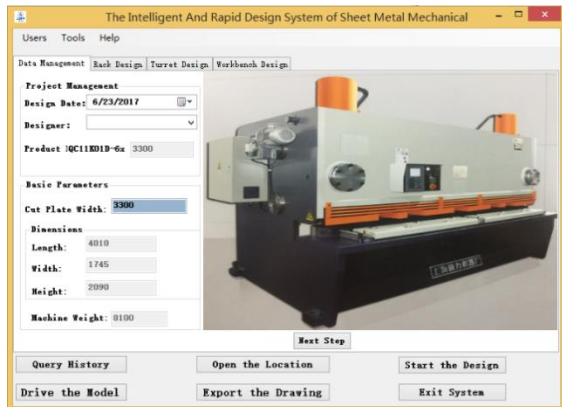 The Intelligent And Rapid Design System of Sheet Metal Mechanical
Users Tools Help
Data Management Rack Design Turret Design Workbench Design
Project Management
Design Date: 6/23/2017
Designer:
Product :QC11K01D-6x 3300
Basic Parameters
Cut Plate Width: 3300
Dimensions
Length: 4010
Width: 1745
Height: 2090
Machine Weight: 8100
Next Step
Query History Open the Location Start the Design
Drive the Model Export the Drawing Exit System